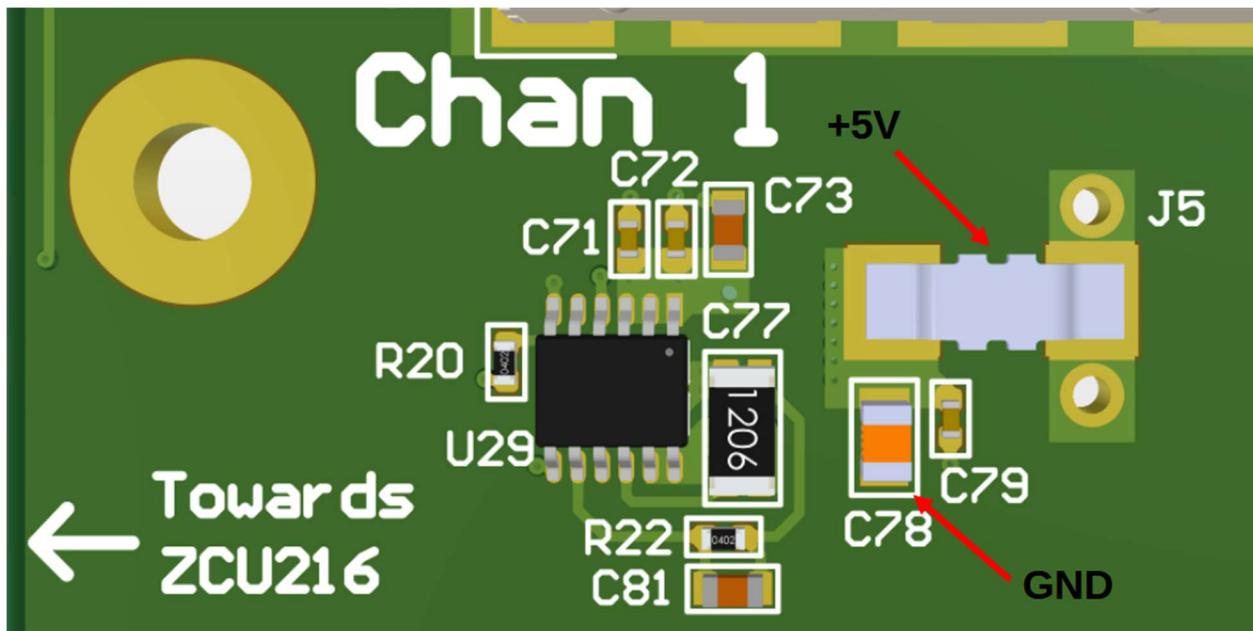 Chan 1
+5V
C72
C73
C71
J5
C77
R20
1206
0402
U29
C79
C78
Towards
ZCU216
R22
0402
C81
GND